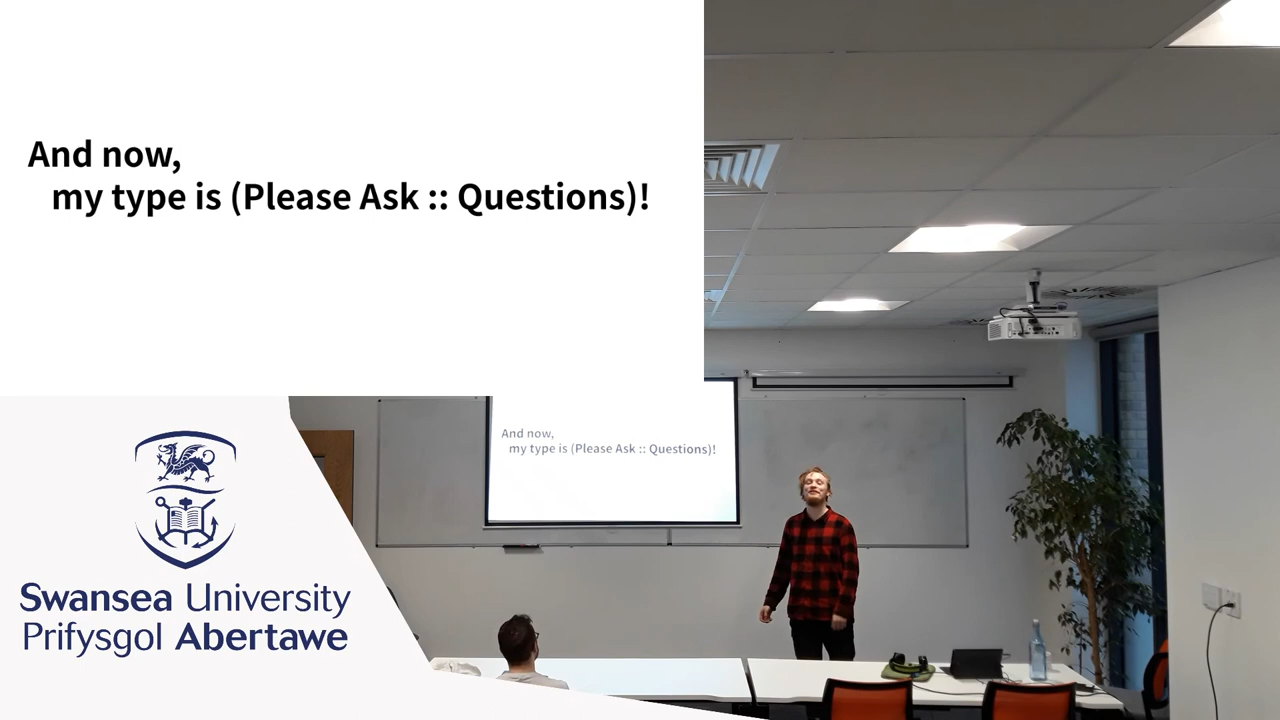 And now,
my type is (Please Ask :: Questions)!
And now,
my type is (Please Ask :: Questions)!
Swansea University
Prifysgol Abertawe